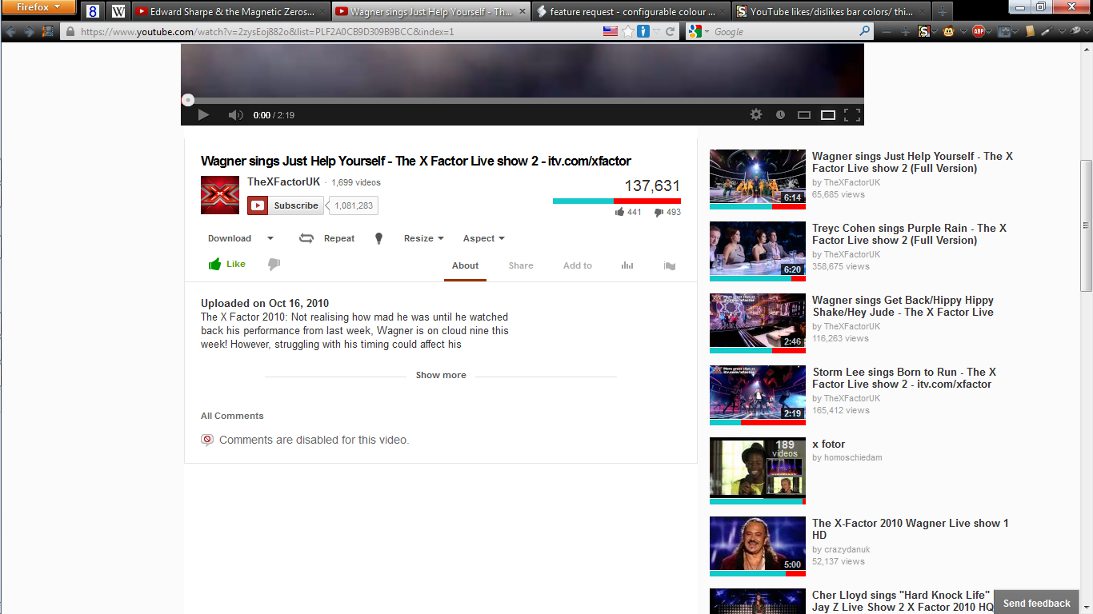 Firefox
8
W
Edward Sharpe & the Magnetic Zeros...
Wagner sings Just Help Yourself - Th...
feature request - configurable colour ...
YouTube likes/dislikes bar colors/ thi...
https://www.youtube.com/watch?v=2zysEoj882o&list=PLF2A0CB9D309B9BCC&index=1
Google
ABP
0:00 / 2:19
Wagner sings Just Help Yourself - The X Factor Live show 2 - itv.com/xfactor
TheXFactorUK - 1,699 videos
Subscribe 1,081,283
137,631
441 493
Download Repeat Resize Aspect
Like
About Share Add to
Uploaded on Oct 16, 2010
The X Factor 2010: Not realising how mad he was until he watched
back his performance from last week, Wagner is on cloud nine this
week! However, struggling with his timing could affect his
Show more
All Comments
Comments are disabled for this video.
6:14
Wagner sings Just Help Yourself - The X
Factor Live show 2 (Full Version)
by TheXFactorUK
65,685 views
6:20
Treyc Cohen sings Purple Rain - The X
Factor Live show 2 (Full Version)
by TheXFactorUK
358,675 views
2:46
Wagner sings Get Back/Hippy Hippy
Shake/Hey Jude - The X Factor Live
by TheXFactorUK
116,263 views
2:19
Storm Lee sings Born to Run - The X
Factor Live show 2 - itv.com/xfactor
by TheXFactorUK
165,412 views
189
videos
x fotor
by homoschiedam
5:00
The X-Factor 2010 Wagner Live show 1
HD
by crazydanuk
52,137 views
Cher Lloyd sings "Hard Knock Life"
Jay Z Live Show 2 X Factor 2010 HQ
Send feedback